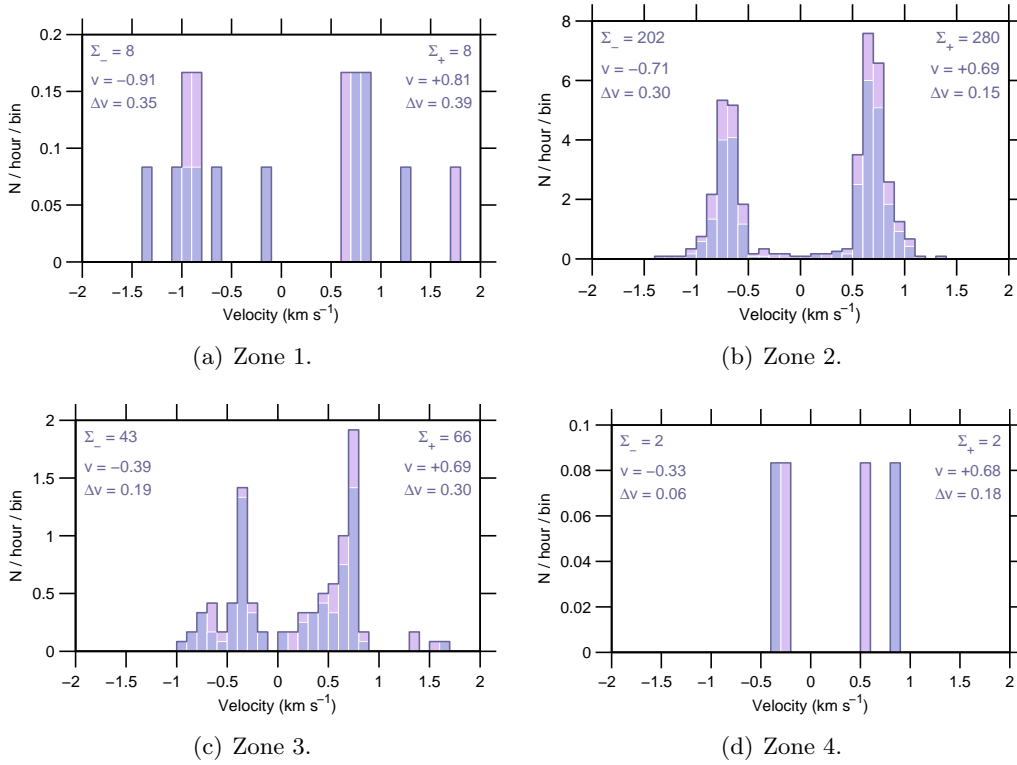 0.2
0.15
0.1
0.05
0
N / hour / bin
Σ₋ = 8
v = −0.91
Δv = 0.35
Σ₊ = 8
v = +0.81
Δv = 0.39
−2 −1.5 −1 −0.5 0 0.5 1 1.5 2
Velocity (km s⁻¹)
(a) Zone 1.
8
6
4
2
0
N / hour / bin
Σ₋ = 202
v = −0.71
Δv = 0.30
Σ₊ = 280
v = +0.69
Δv = 0.15
−2 −1.5 −1 −0.5 0 0.5 1 1.5 2
Velocity (km s⁻¹)
(b) Zone 2.
2
1.5
1
0.5
0
N / hour / bin
Σ₋ = 43
v = −0.39
Δv = 0.19
Σ₊ = 66
v = +0.69
Δv = 0.30
−2 −1.5 −1 −0.5 0 0.5 1 1.5 2
Velocity (km s⁻¹)
(c) Zone 3.
0.1
0.08
0.06
0.04
0.02
0
N / hour / bin
Σ₋ = 2
v = −0.33
Δv = 0.06
Σ₊ = 2
v = +0.68
Δv = 0.18
−2 −1.5 −1 −0.5 0 0.5 1 1.5 2
Velocity (km s⁻¹)
(d) Zone 4.